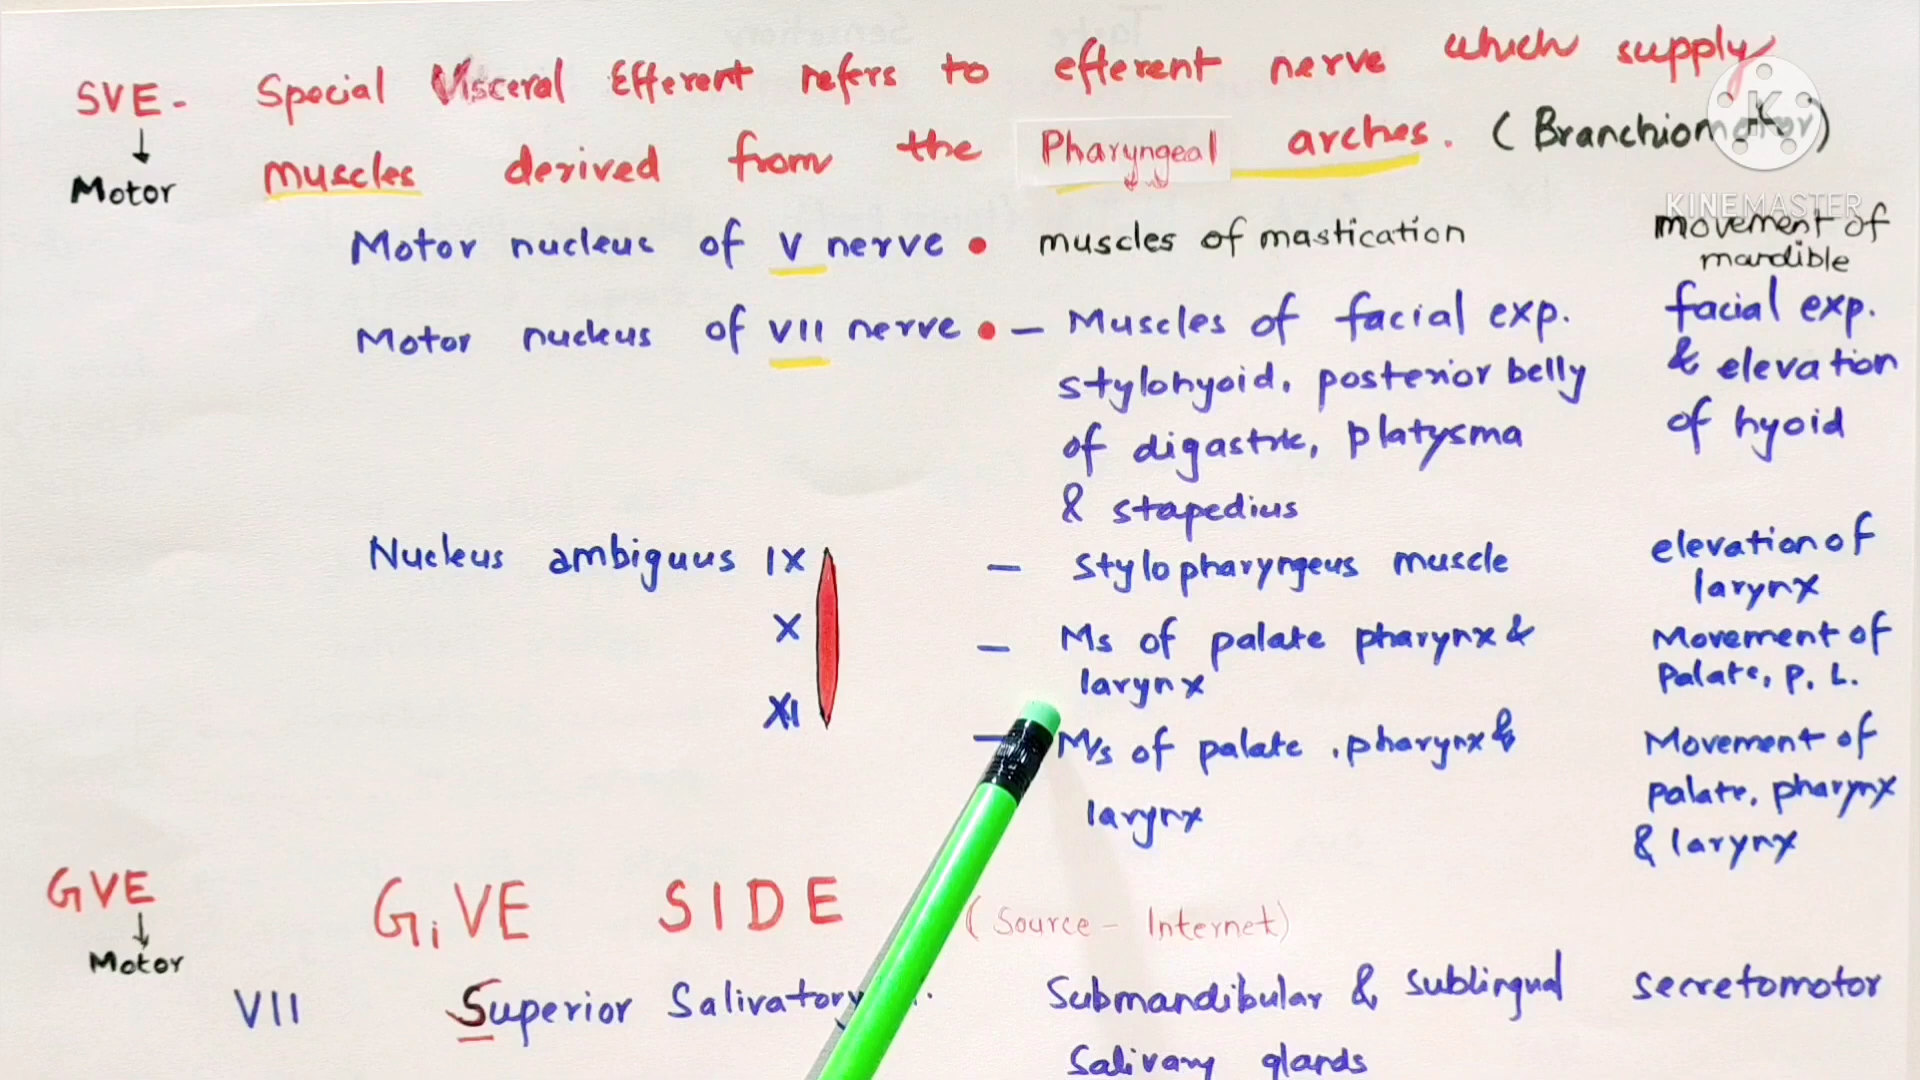 SVE - Special Visceral Efferent refers to efferent nerve which supply
Motor muscles derived from the Pharyngeal arches. (Branchiomotor)
KINEMASTER
Motor nucleus of V nerve • muscles of mastication movement of
mandible
Motor nucleus of VII nerve • - Muscles of facial exp. facial exp.
stylohyoid, posterior belly & elevation
of digastric, platysma of hyoid
& stapedius
Nucleus ambiguus IX - Stylopharyngeus muscle elevation of
larynx
X - Ms of palate pharynx & Movement of
larynx Palate, P. L.
XI - M/s of palate, pharynx & Movement of
larynx palate, pharynx
& larynx
GVE GiVE SIDE (Source - Internet)
Motor
VII Superior Salivatory Submandibular & sublingual secretomotor
Salivary glands